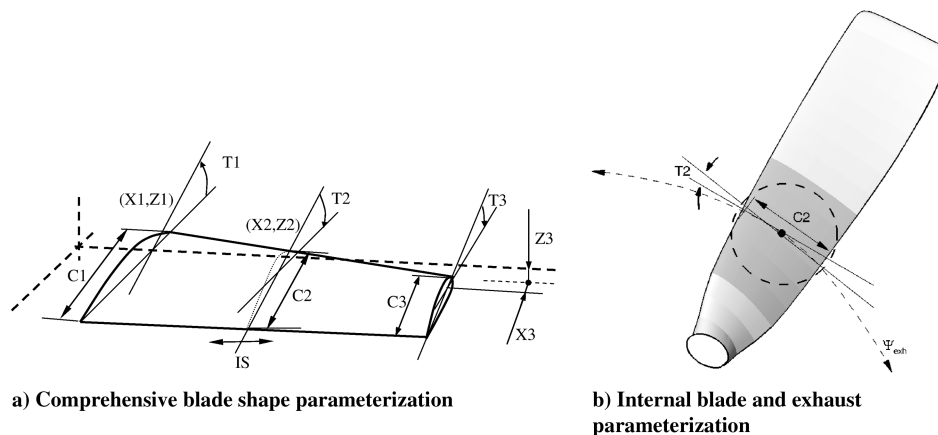 T1
(X1,Z1)
T2
(X2,Z2)
T3
Z3
C1
C2
C3
X3
IS
a) Comprehensive blade shape parameterization
T2
C2
Ψexh
b) Internal blade and exhaust
parameterization